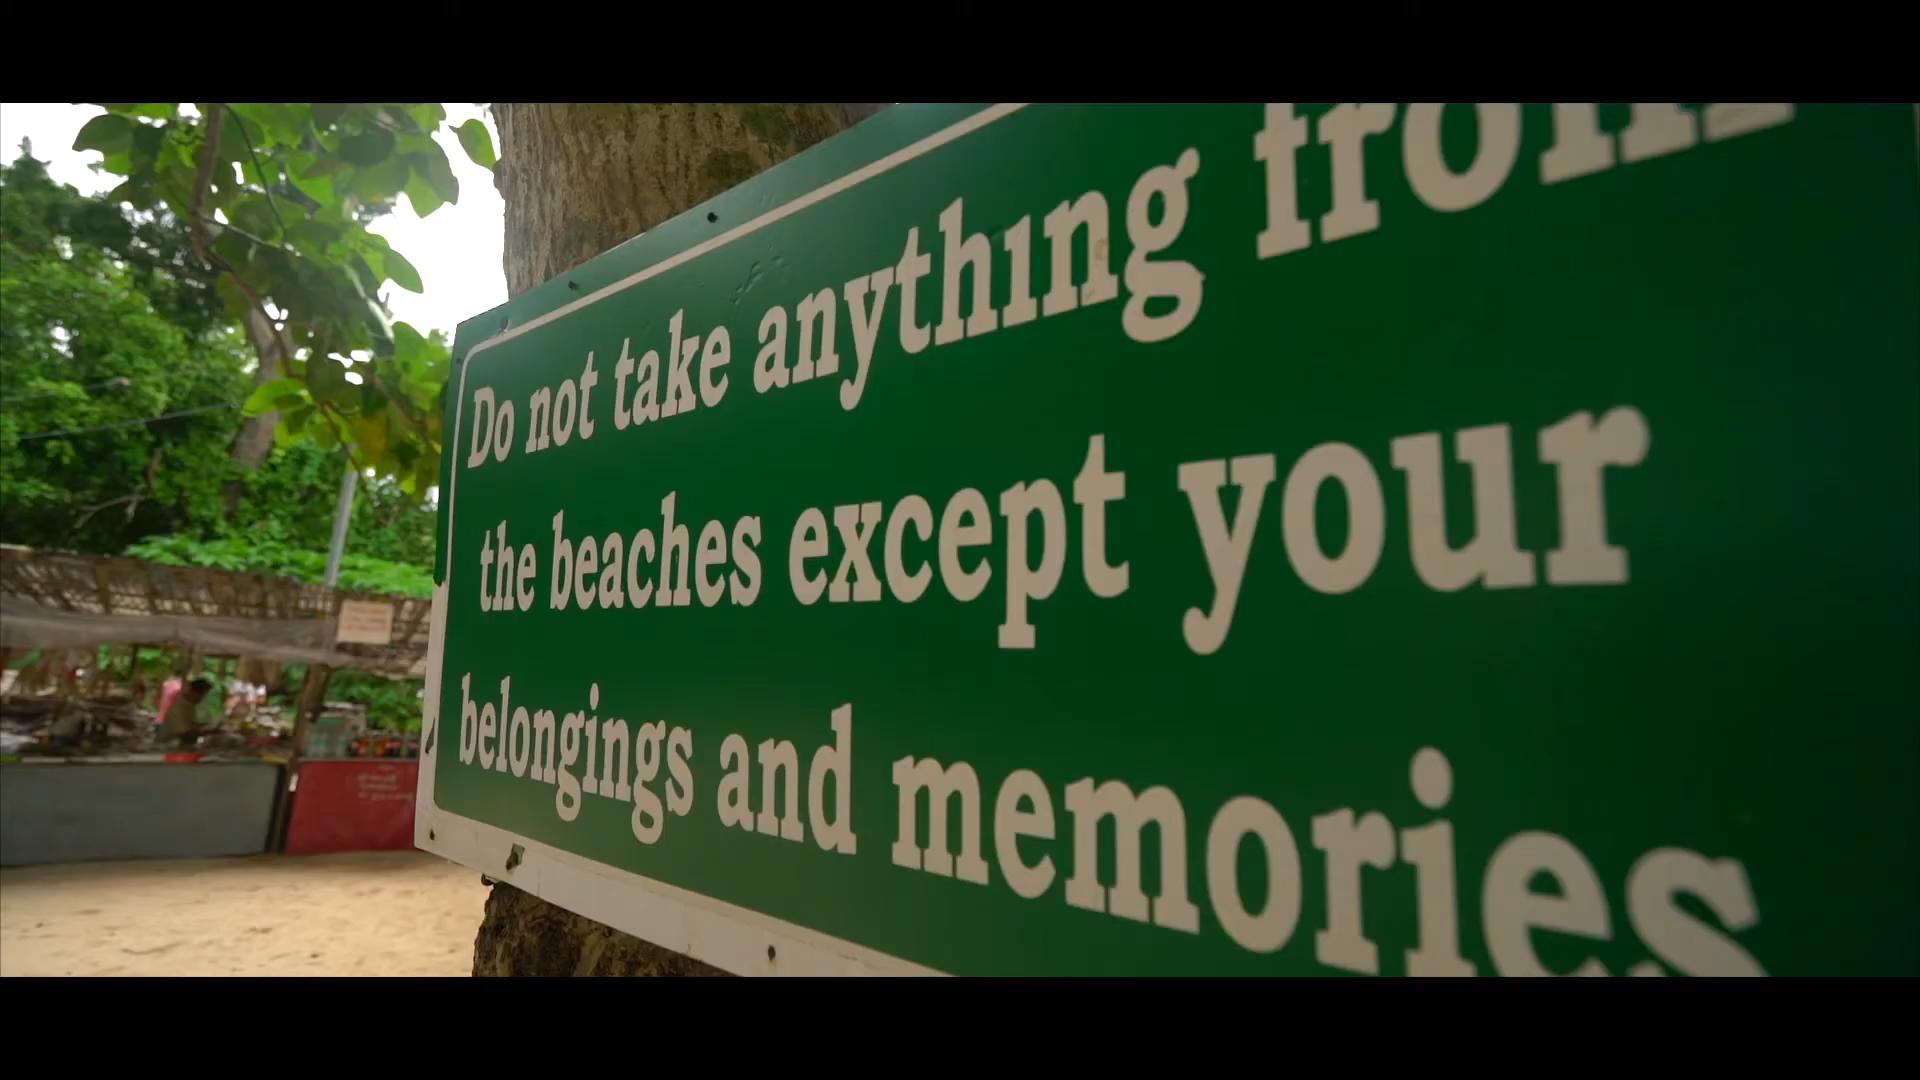 Do not take anything from
the beaches except your
belongings and memories